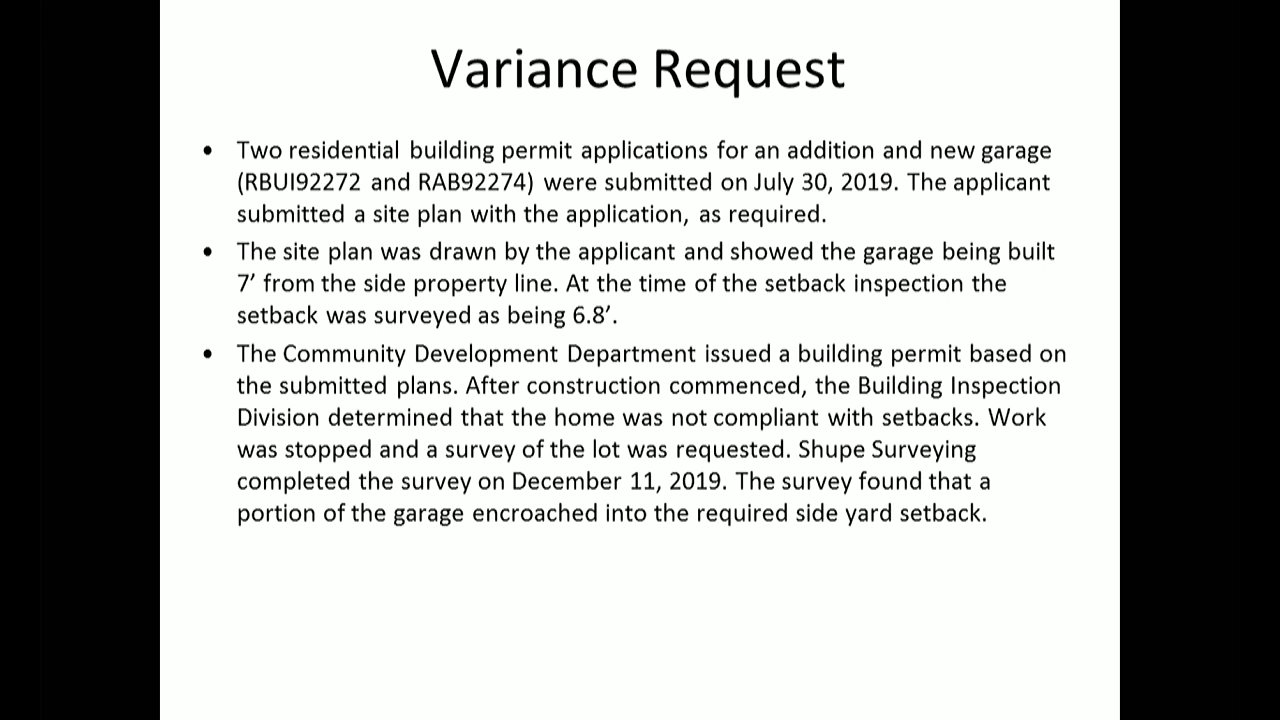 Variance Request
• Two residential building permit applications for an addition and new garage
(RBUI92272 and RAB92274) were submitted on July 30, 2019. The applicant
submitted a site plan with the application, as required.
• The site plan was drawn by the applicant and showed the garage being built
7’ from the side property line. At the time of the setback inspection the
setback was surveyed as being 6.8’.
• The Community Development Department issued a building permit based on
the submitted plans. After construction commenced, the Building Inspection
Division determined that the home was not compliant with setbacks. Work
was stopped and a survey of the lot was requested. Shupe Surveying
completed the survey on December 11, 2019. The survey found that a
portion of the garage encroached into the required side yard setback.